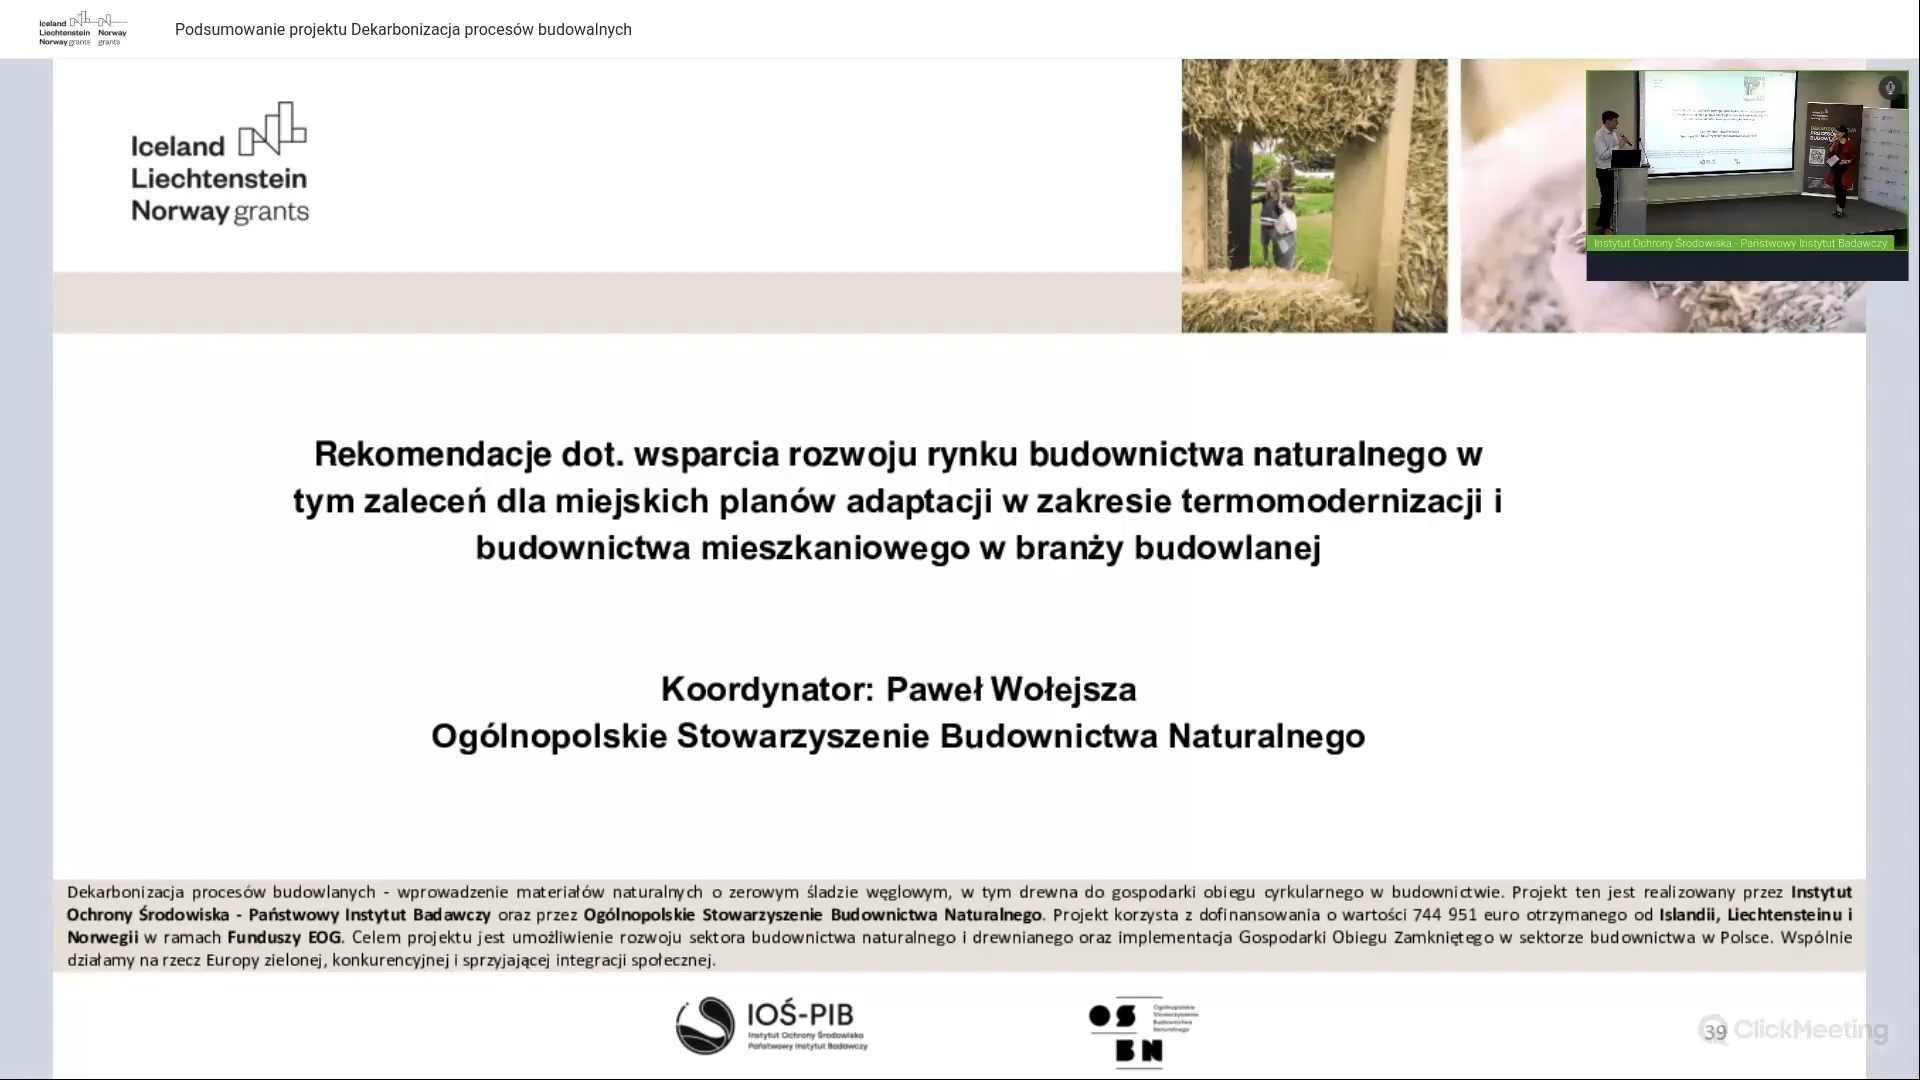 Iceland
Liechtenstein Norway
Norway grants grants
Podsumowanie projektu Dekarbonizacja procesów budowalnych
Iceland
Liechtenstein
Norway grants
Instytut Ochrony Środowiska - Państwowy Instytut Badawczy
Rekomendacje dot. wsparcia rozwoju rynku budownictwa naturalnego w
tym zaleceń dla miejskich planów adaptacji w zakresie termomodernizacji i
budownictwa mieszkaniowego w branży budowlanej
Koordynator: Paweł Wołejsza
Ogólnopolskie Stowarzyszenie Budownictwa Naturalnego
Dekarbonizacja procesów budowlanych - wprowadzenie materiałów naturalnych o zerowym śladzie węglowym, w tym drewna do gospodarki obiegu cyrkularnego w budownictwie. Projekt ten jest realizowany przez Instytut
Ochrony Środowiska - Państwowy Instytut Badawczy oraz przez Ogólnopolskie Stowarzyszenie Budownictwa Naturalnego. Projekt korzysta z dofinansowania o wartości 744 951 euro otrzymanego od Islandii, Liechtensteinu i
Norwegii w ramach Funduszy EOG. Celem projektu jest umożliwienie rozwoju sektora budownictwa naturalnego i drewnianego oraz implementacja Gospodarki Obiegu Zamkniętego w sektorze budownictwa w Polsce. Wspólnie
działamy na rzecz Europy zielonej, konkurencyjnej i sprzyjającej integracji społecznej.
IOŚ-PIB
Instytut Ochrony Środowiska
Państwowy Instytut Badawczy
OS
BN
Ogólnopolskie
Stowarzyszenie
Budownictwa
Naturalnego
39
ClickMeeting